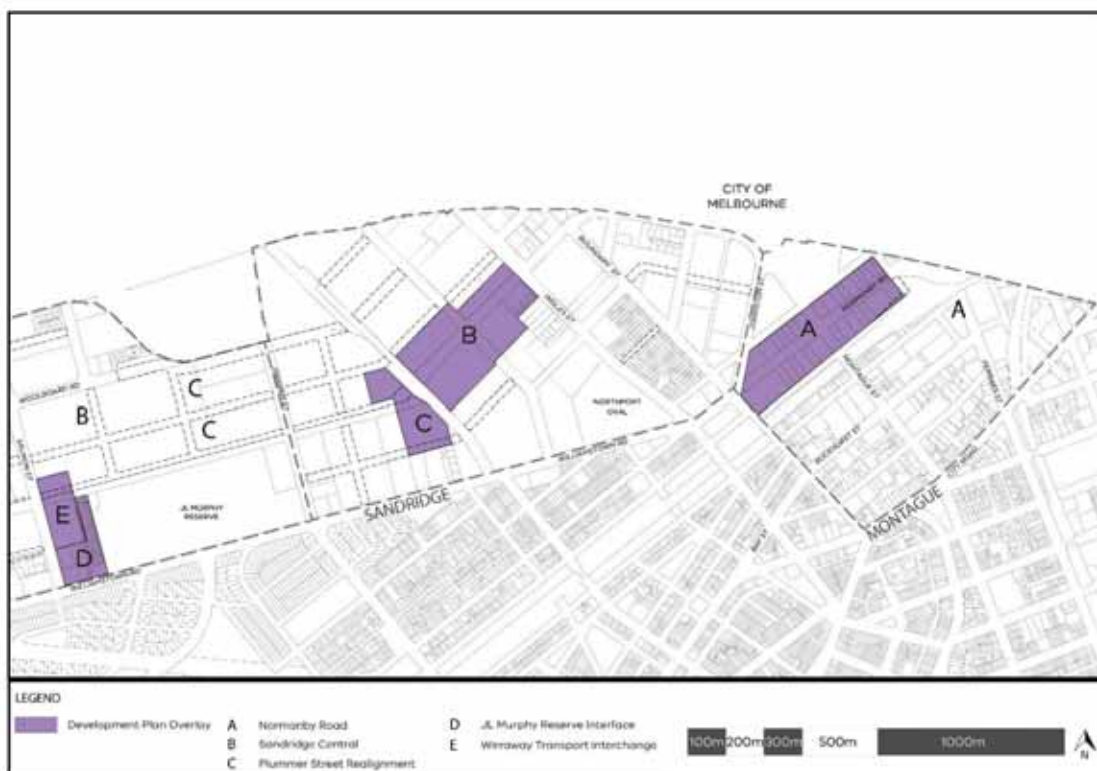 CITY OF
MELBOURNE
A
A
B
C
NORTHPORT
OVAL
B
C
C
SANDRIDGE
MONTAGUE
E
D
JL MURPHY
RESERVE
LEGEND
Development Plan Overlay
A Normanby Road
B Sandridge Central
C Plummer Street Realignment
D JL Murphy Reserve Interface
E Wirraway Transport Interchange
100m 200m 300m 500m 1000m
N